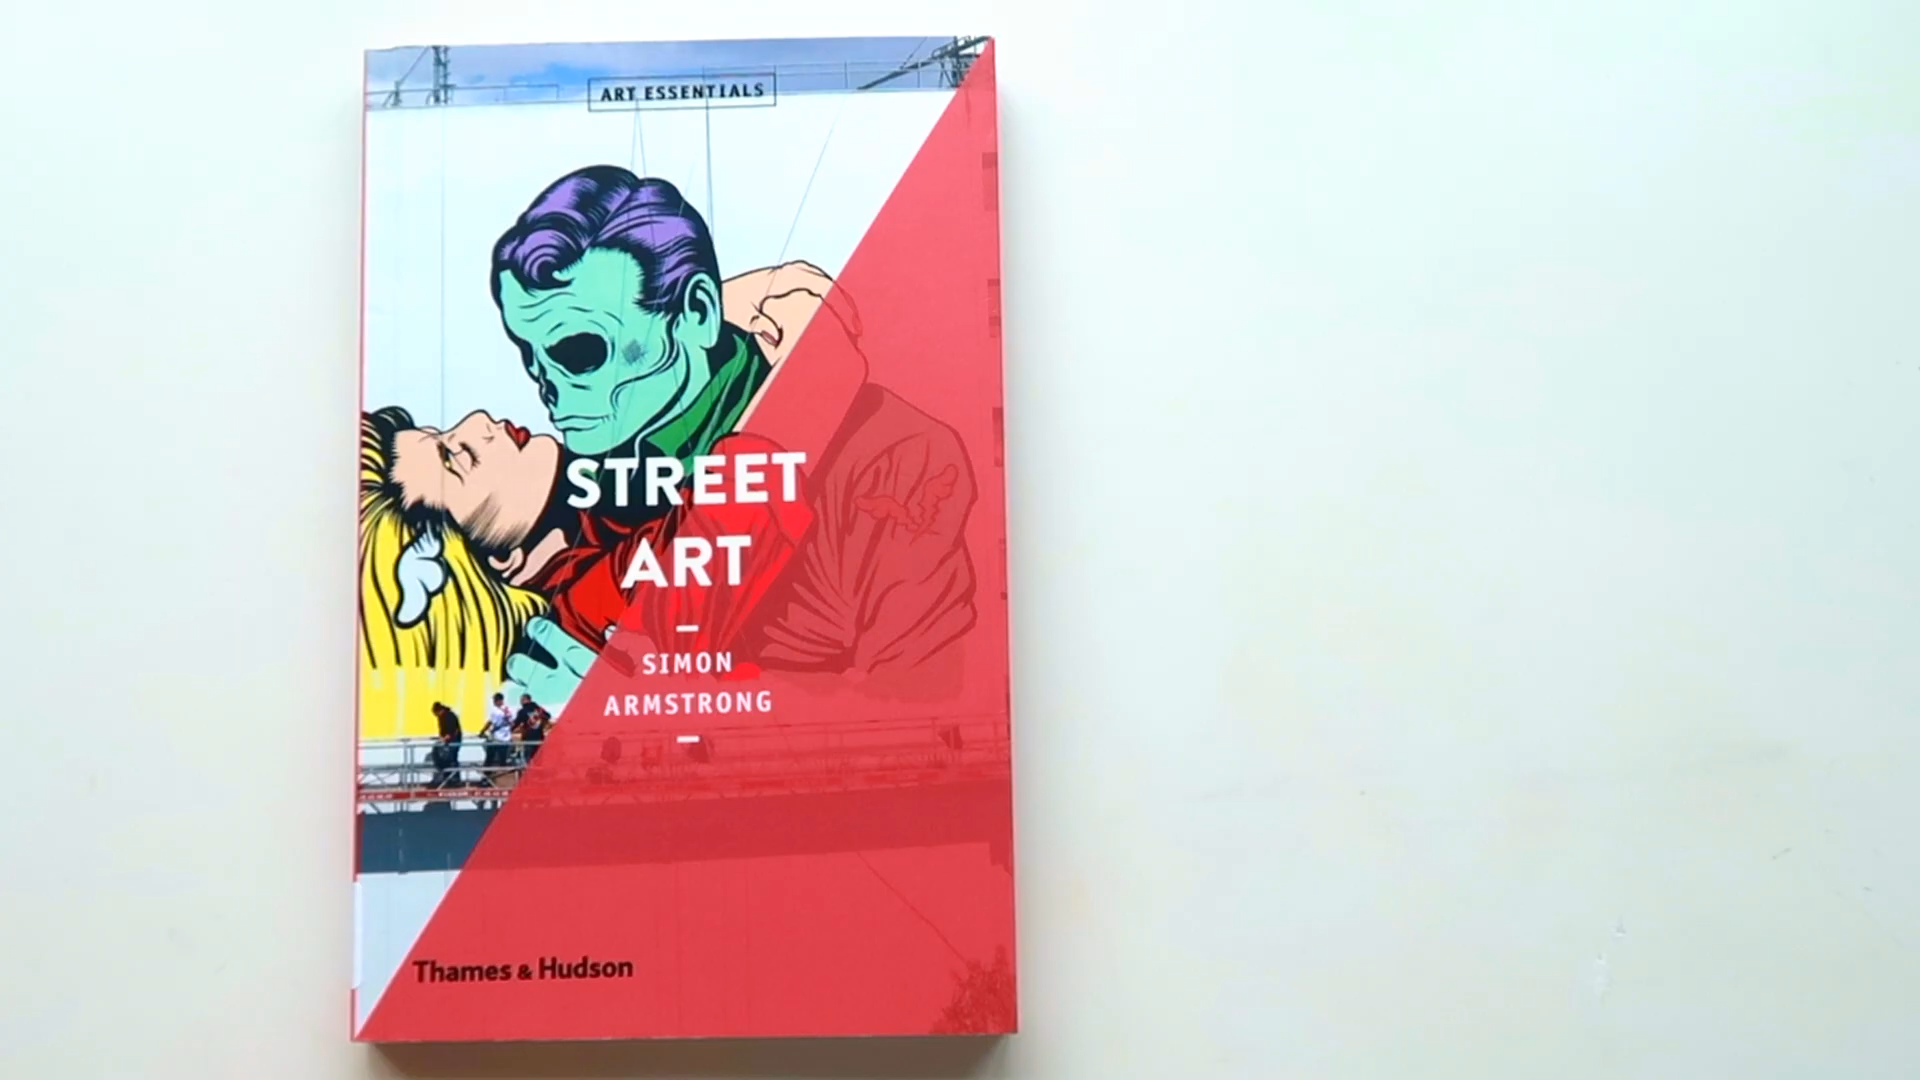 ART ESSENTIALS
STREET
ART
SIMON
ARMSTRONG
Thames & Hudson